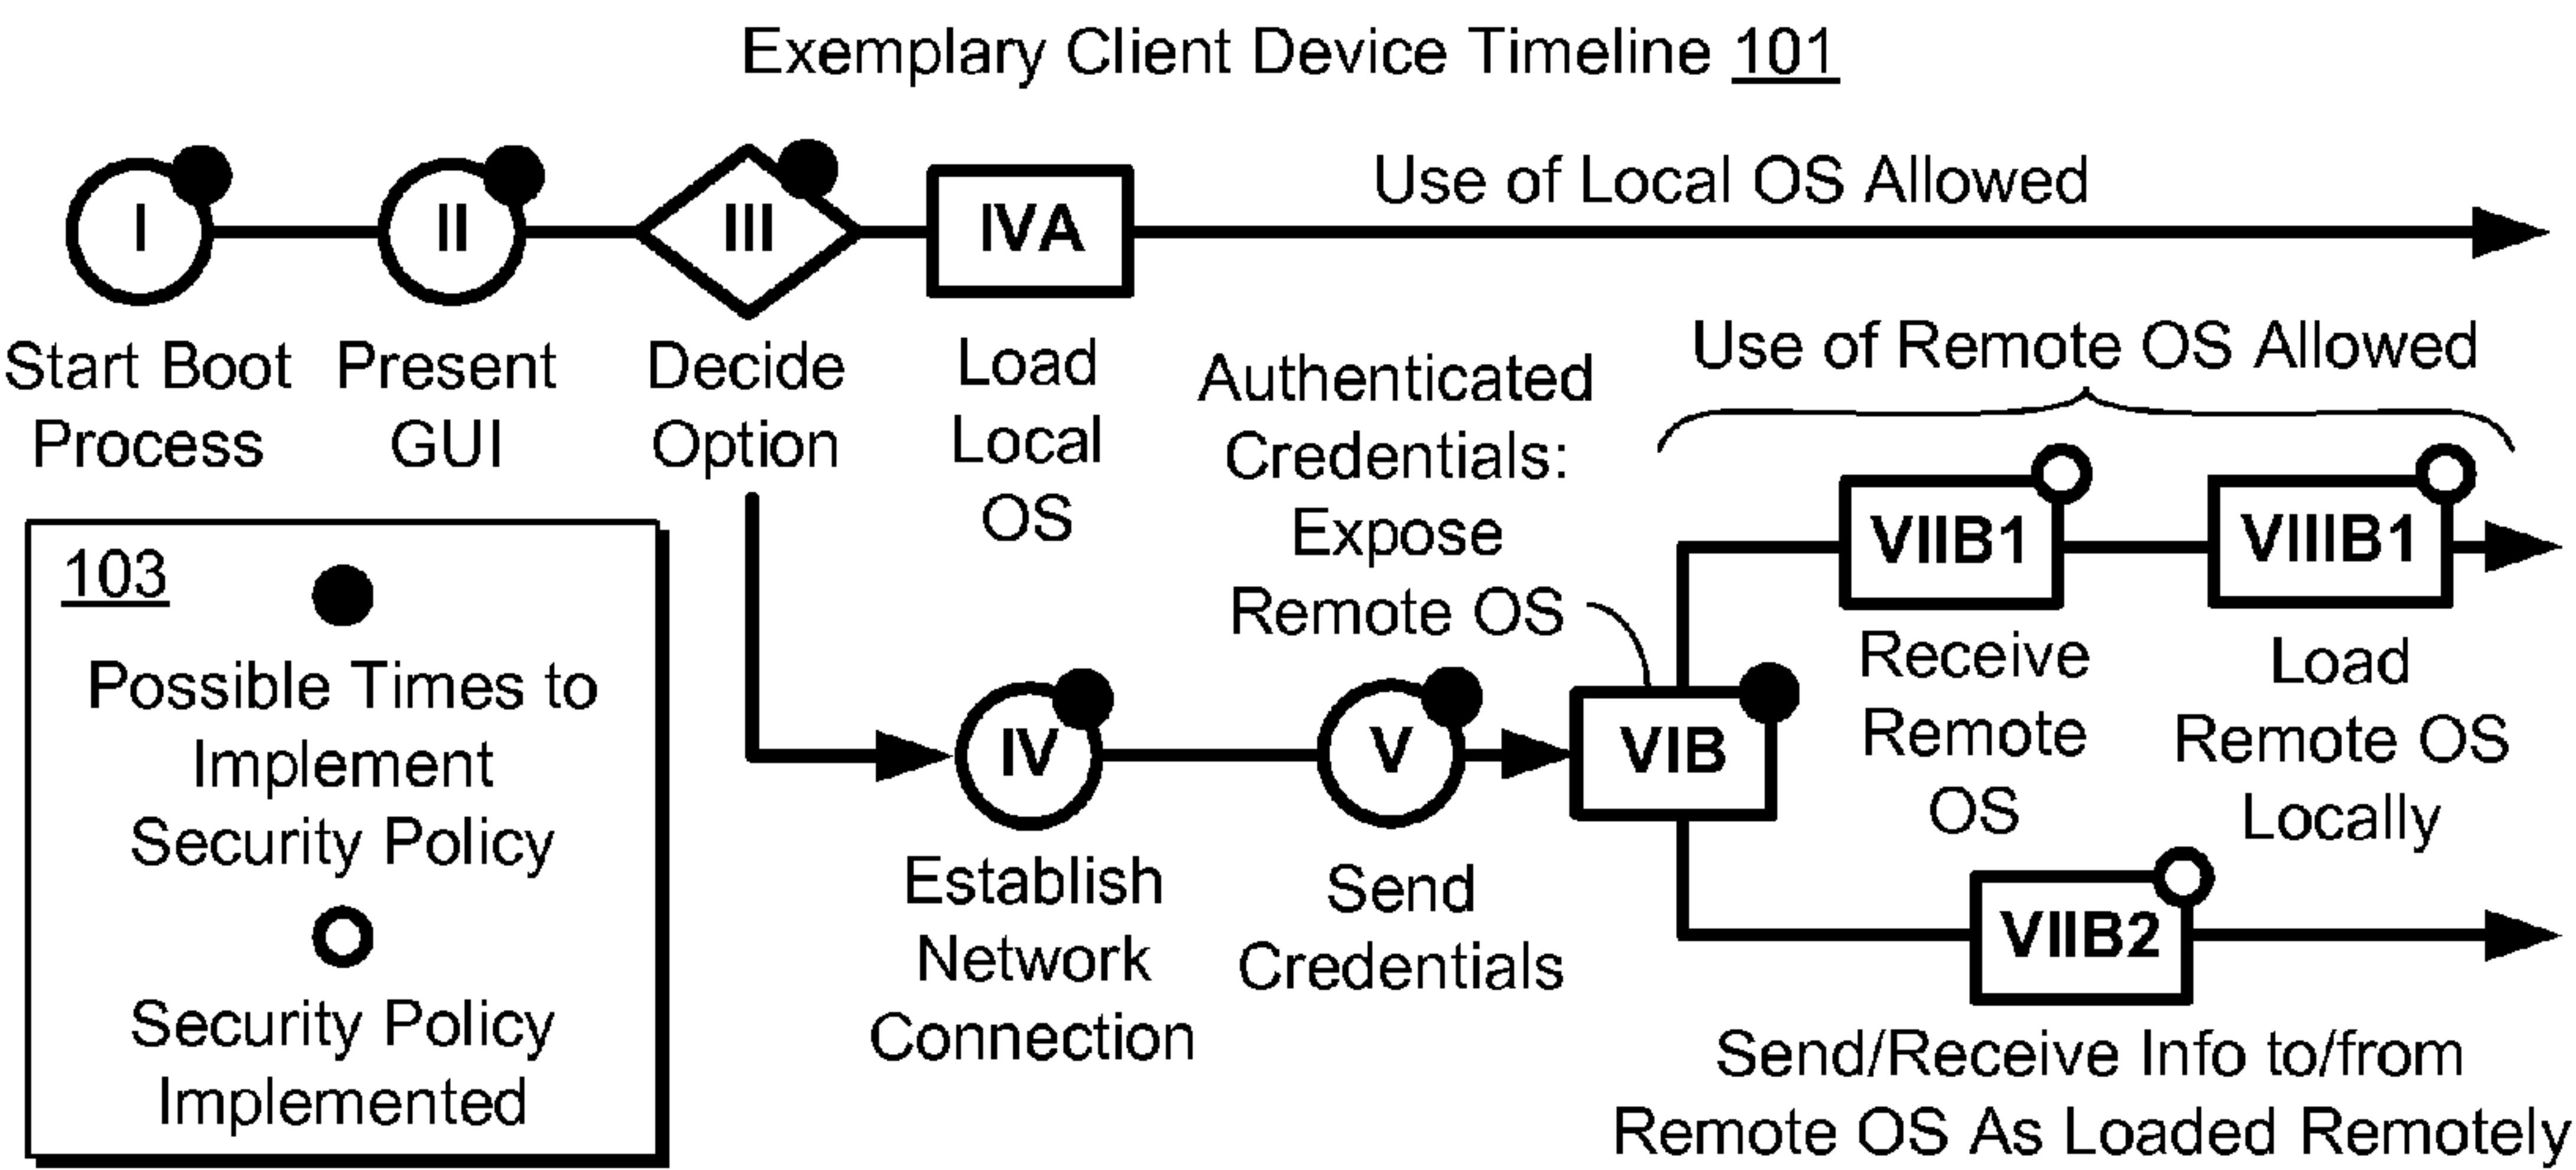 Exemplary Client Device Timeline 101
Use of Local OS Allowed
I
II
III
IVA
Start Boot
Process
Present
GUI
Decide
Option
Load
Local
OS
Authenticated
Credentials:
Expose
Remote OS
Use of Remote OS Allowed
VIIB1
VIIIB1
Receive
Remote
OS
Load
Remote OS
Locally
103
Possible Times to
Implement
Security Policy
Security Policy
Implemented
IV
V
VIB
Establish
Network
Connection
Send
Credentials
VIIB2
Send/Receive Info to/from
Remote OS As Loaded Remotely